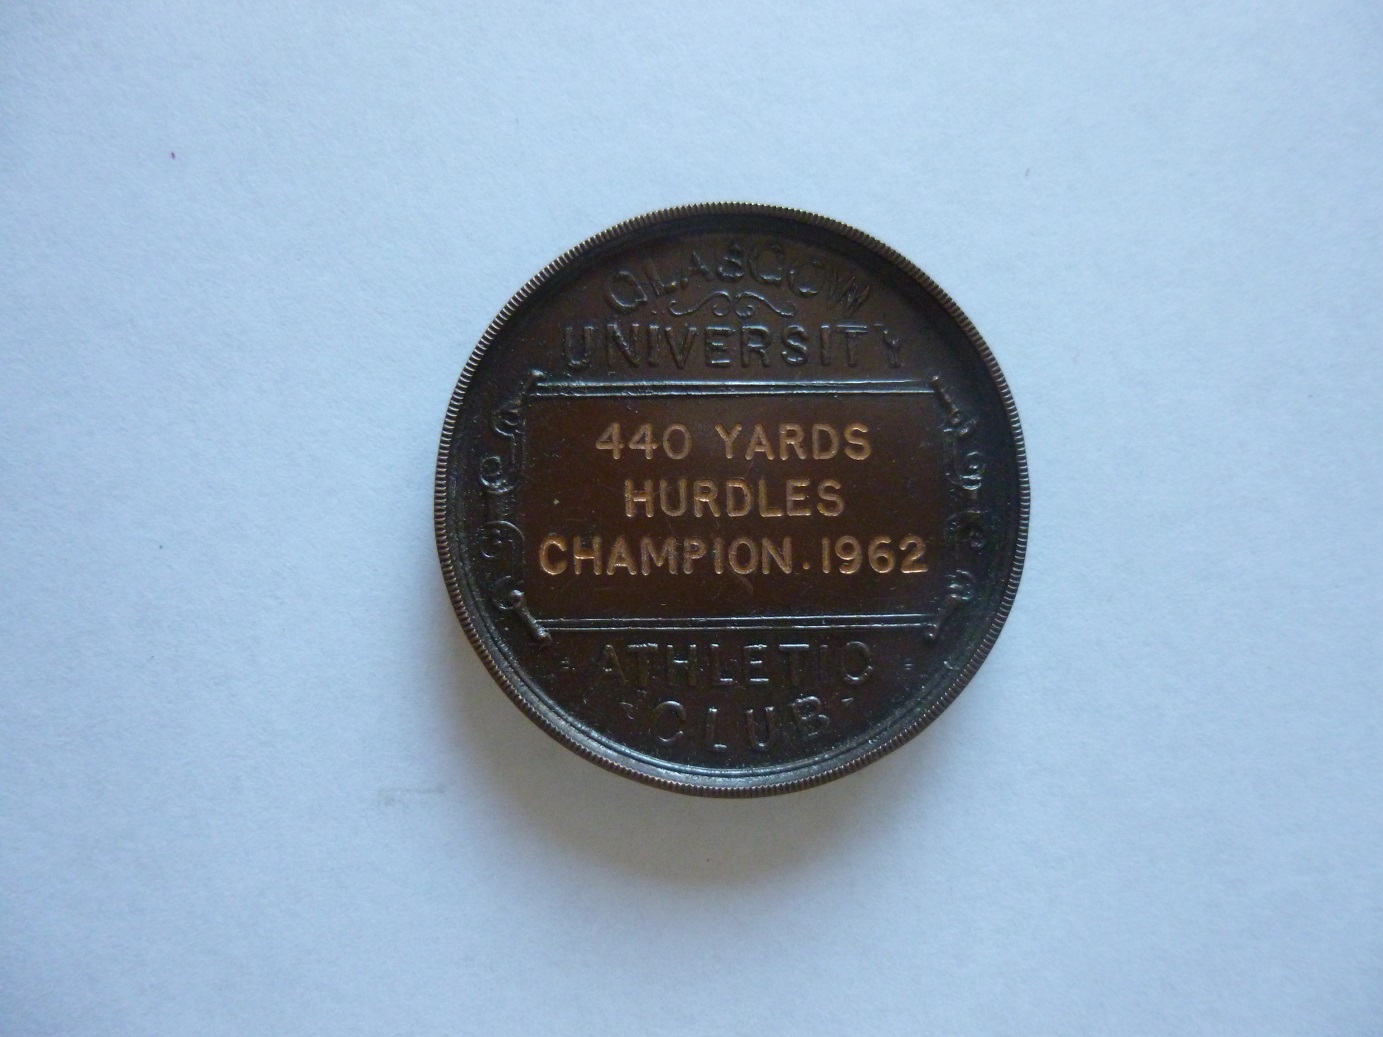 GLASGOW
UNIVERSITY
440 YARDS
HURDLES
CHAMPION.1962
ATHLETIC
CLUB